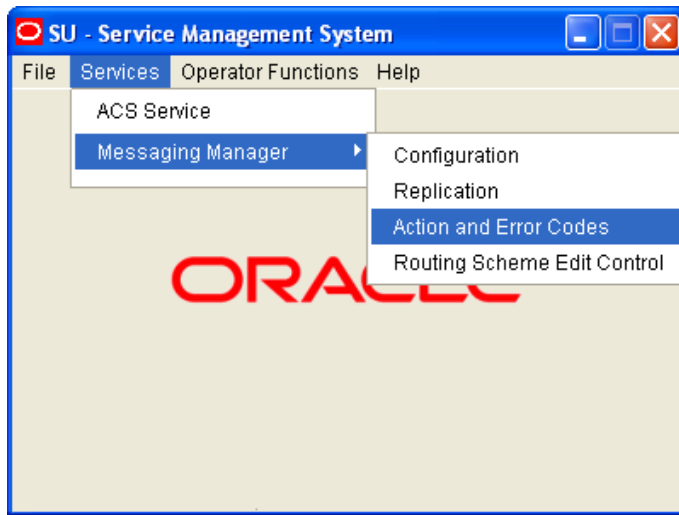 SU - Service Management System
File Services Operator Functions Help
ACS Service
Messaging Manager
Configuration
Replication
Action and Error Codes
Routing Scheme Edit Control
ORACLE